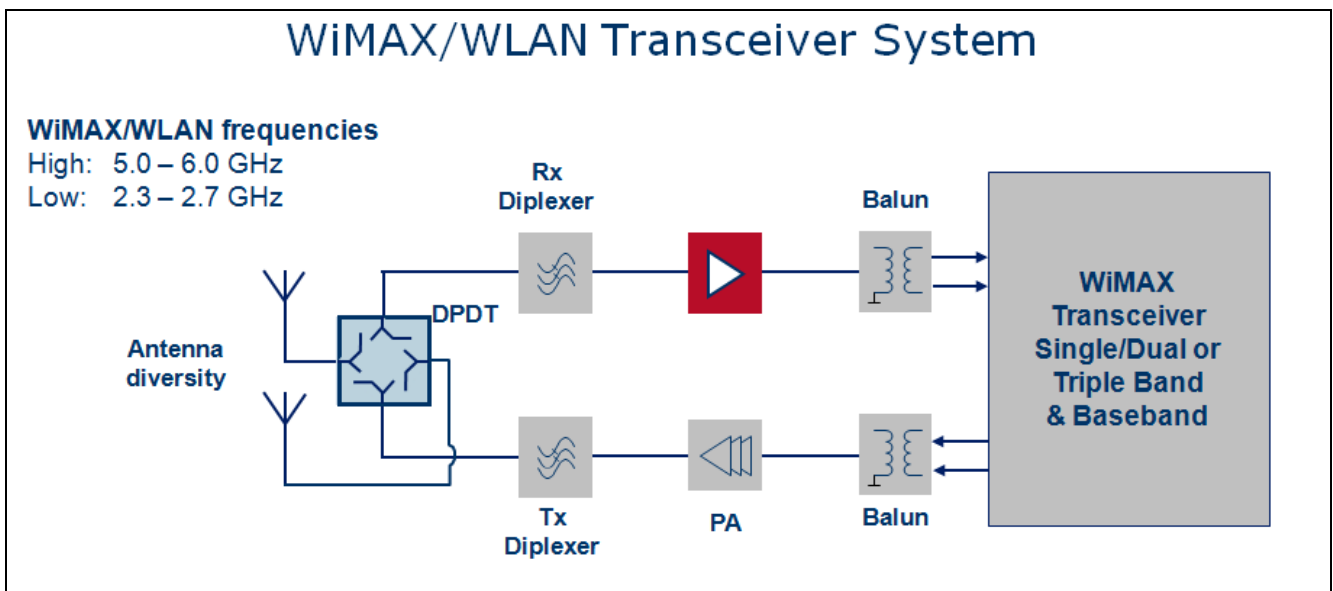 WiMAX/WLAN Transceiver System
WiMAX/WLAN frequencies
High: 5.0 – 6.0 GHz
Low: 2.3 – 2.7 GHz
Rx
Diplexer
Balun
DPDT
Antenna
diversity
WiMAX
Transceiver
Single/Dual or
Triple Band
& Baseband
Tx
Diplexer
PA
Balun